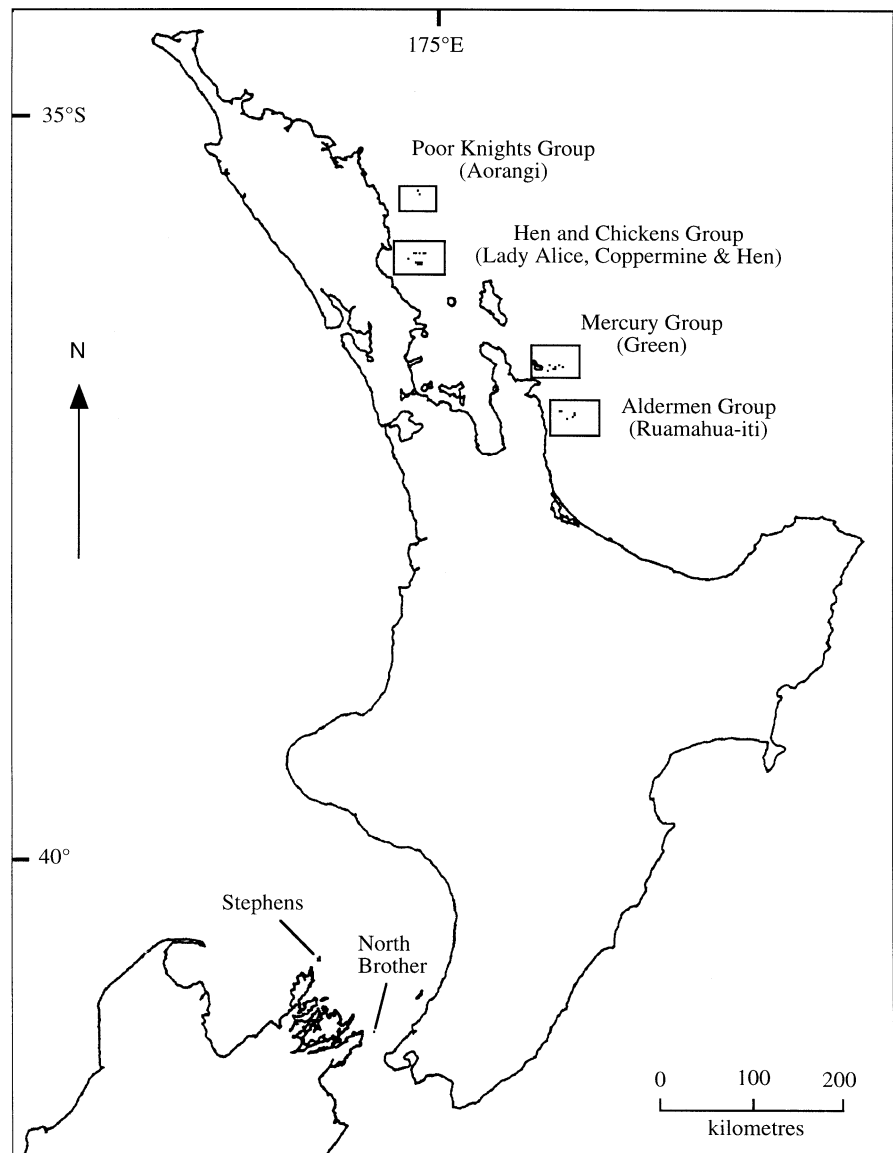 175°E
35°S
Poor Knights Group
(Aorangi)
Hen and Chickens Group
(Lady Alice, Coppermine & Hen)
Mercury Group
(Green)
N
Aldermen Group
(Ruamahua-iti)
40°
Stephens
North
Brother
0 100 200
kilometres